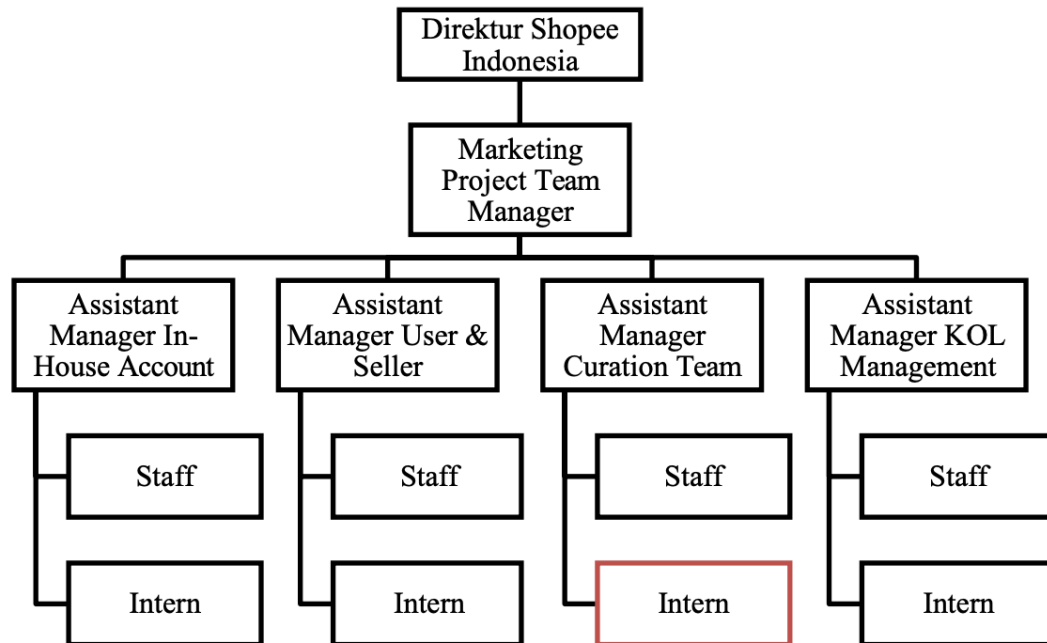 Direktur Shopee
Indonesia
Marketing
Project Team
Manager
Assistant
Manager In-
House Account
Assistant
Manager User &
Seller
Assistant
Manager
Curation Team
Assistant
Manager KOL
Management
Staff
Staff
Staff
Staff
Intern
Intern
Intern
Intern